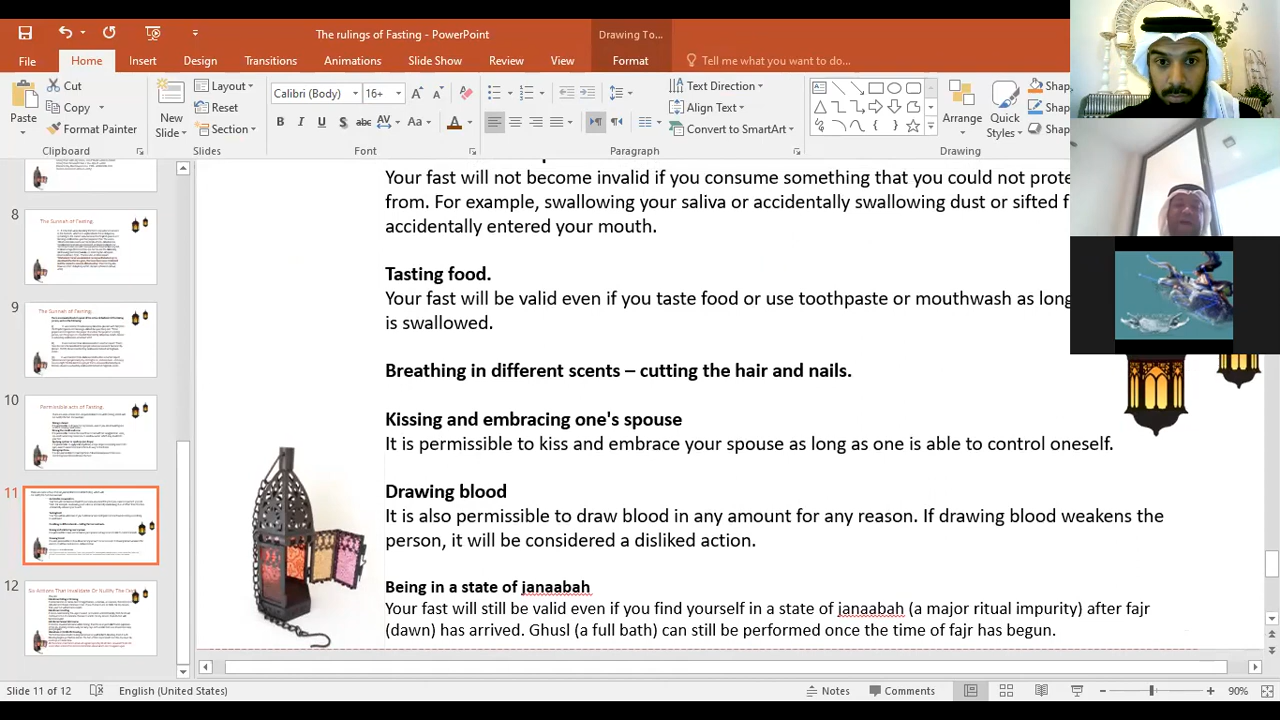 The rulings of Fasting - PowerPoint
Drawing To...
File Home Insert Design Transitions Animations Slide Show Review View Format Tell me what you want to do...
Paste
Cut
Copy
Format Painter
Clipboard
New Slide
Layout
Reset
Section
Slides
Calibri (Body) 16+
Font
Text Direction
Align Text
Convert to SmartArt
Paragraph
Arrange
Quick Styles
Drawing
8
The Sunnah of Fasting.
9
The Sunnah of Fasting.
10
Permissible acts of Fasting.
11
12
Six Actions That Invalidate Or Nullify The
Your fast will not become invalid if you consume something that you could not prote
from. For example, swallowing your saliva or accidentally swallowing dust or sifted f
accidentally entered your mouth.
Tasting food.
Your fast will be valid even if you taste food or use toothpaste or mouthwash as long
is swallowed.
Breathing in different scents – cutting the hair and nails.
Kissing and embracing one's spouse
It is permissible to kiss and embrace your spouse as long as one is able to control oneself.
Drawing blood
It is also permissible to draw blood in any amount for any reason. If drawing blood weakens the
person, it will be considered a disliked action.
Being in a state of janaabah
Your fast will still be valid even if you find yourself in a state of janaabah (a major ritual impurity) after fajr
(dawn) has arrived. Ghusl (a full bath) can still be performed once the time of fajr has begun.
Slide 11 of 12 English (United States) Notes Comments 90%